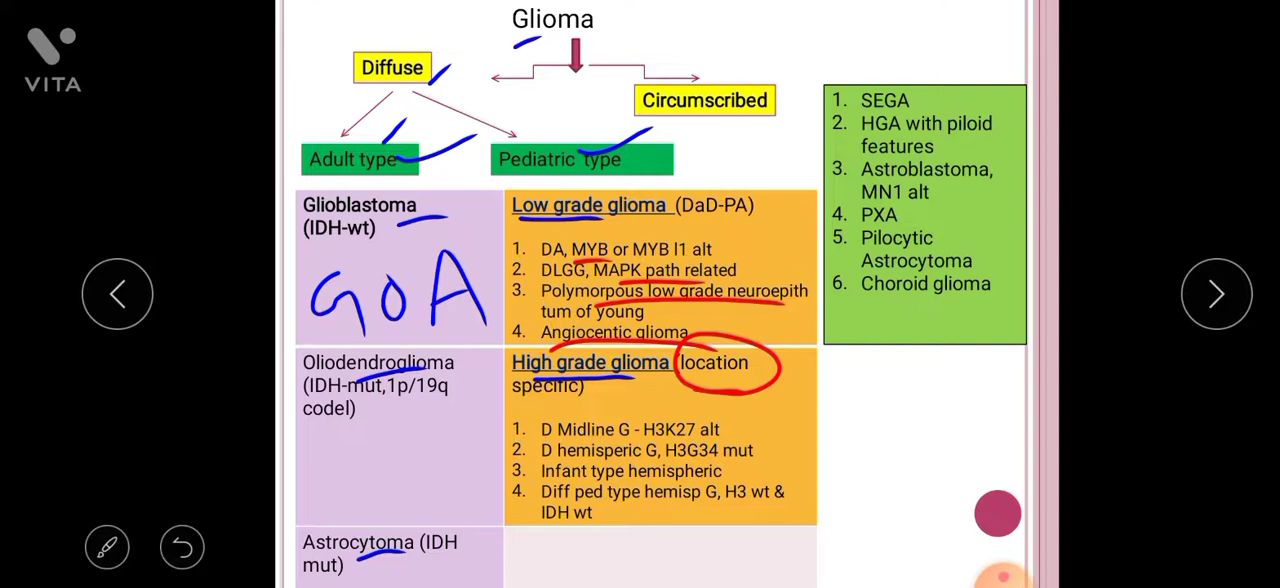 VITA
Glioma
Diffuse
Circumscribed
Adult type
Pediatric type
Glioblastoma
(IDH-wt)
GOA
Low grade glioma (DaD-PA)
1. DA, MYB or MYB l1 alt
2. DLGG, MAPK path related
3. Polymorpous low grade neuroepith
tum of young
4. Angiocentic glioma
Oliodendroglioma
(IDH-mut,1p/19q
codel)
High grade glioma (location
specific)
1. D Midline G - H3K27 alt
2. D hemisperic G, H3G34 mut
3. Infant type hemispheric
4. Diff ped type hemisp G, H3 wt &
IDH wt
Astrocytoma (IDH
mut)
1. SEGA
2. HGA with piloid
features
3. Astroblastoma,
MN1 alt
4. PXA
5. Pilocytic
Astrocytoma
6. Choroid glioma